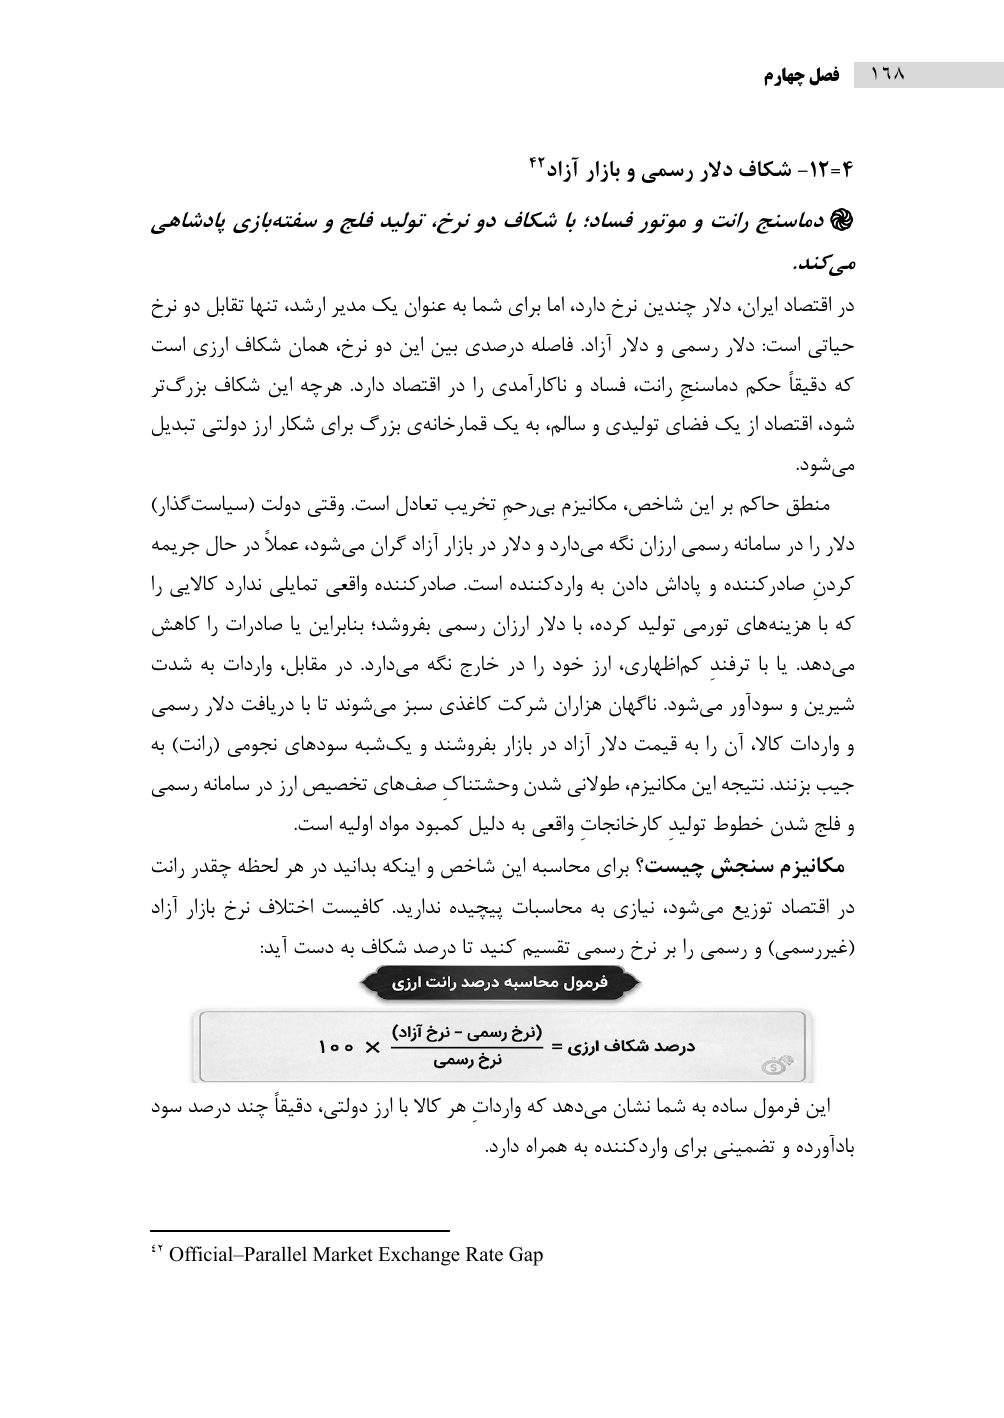 ۱۶۸ فصل چهارم
۴=۱۲- شکاف دلار رسمی و بازار آزاد۴۲
دماسنج رانت و موتور فساد؛ با شکاف دو نرخ، تولید فلج و سفته‌بازی پادشاهی
می‌کند.
در اقتصاد ایران، دلار چندین نرخ دارد، اما برای شما به عنوان یک مدیر ارشد، تنها تقابل دو نرخ
حیاتی است: دلار رسمی و دلار آزاد. فاصله درصدی بین این دو نرخ، همان شکاف ارزی است
که دقیقاً حکم دماسنجِ رانت، فساد و ناکارآمدی را در اقتصاد دارد. هرچه این شکاف بزرگ‌تر
شود، اقتصاد از یک فضای تولیدی و سالم، به یک قمارخانه‌ی بزرگ برای شکار ارز دولتی تبدیل
می‌شود.
منطق حاکم بر این شاخص، مکانیزم بی‌رحمِ تخریب تعادل است. وقتی دولت (سیاست‌گذار)
دلار را در سامانه رسمی ارزان نگه می‌دارد و دلار در بازار آزاد گران می‌شود، عملاً در حال جریمه
کردنِ صادرکننده و پاداش دادن به واردکننده است. صادرکننده واقعی تمایلی ندارد کالایی را
که با هزینه‌های تورمی تولید کرده، با دلار ارزان رسمی بفروشد؛ بنابراین یا صادرات را کاهش
می‌دهد. یا با ترفندِ کم‌اظهاری، ارز خود را در خارج نگه می‌دارد. در مقابل، واردات به شدت
شیرین و سودآور می‌شود. ناگهان هزاران شرکت کاغذی سبز می‌شوند تا با دریافت دلار رسمی
و واردات کالا، آن را به قیمت دلار آزاد در بازار بفروشند و یک‌شبه سودهای نجومی (رانت) به
جیب بزنند. نتیجه این مکانیزم، طولانی شدن وحشتناکِ صف‌های تخصیص ارز در سامانه رسمی
و فلج شدن خطوط تولیدِ کارخانجاتِ واقعی به دلیل کمبود مواد اولیه است.
مکانیزم سنجش چیست؟ برای محاسبه این شاخص و اینکه بدانید در هر لحظه چقدر رانت
در اقتصاد توزیع می‌شود، نیازی به محاسبات پیچیده ندارید. کافیست اختلاف نرخ بازار آزاد
(غیررسمی) و رسمی را بر نرخ رسمی تقسیم کنید تا درصد شکاف به دست آید:
فرمول محاسبه درصد رانت ارزی
درصد شکاف ارزی = (نرخ رسمی - نرخ آزاد) / نرخ رسمی × ۱۰۰
این فرمول ساده به شما نشان می‌دهد که وارداتِ هر کالا با ارز دولتی، دقیقاً چند درصد سود
بادآورده و تضمینی برای واردکننده به همراه دارد.
۴۲ Official–Parallel Market Exchange Rate Gap